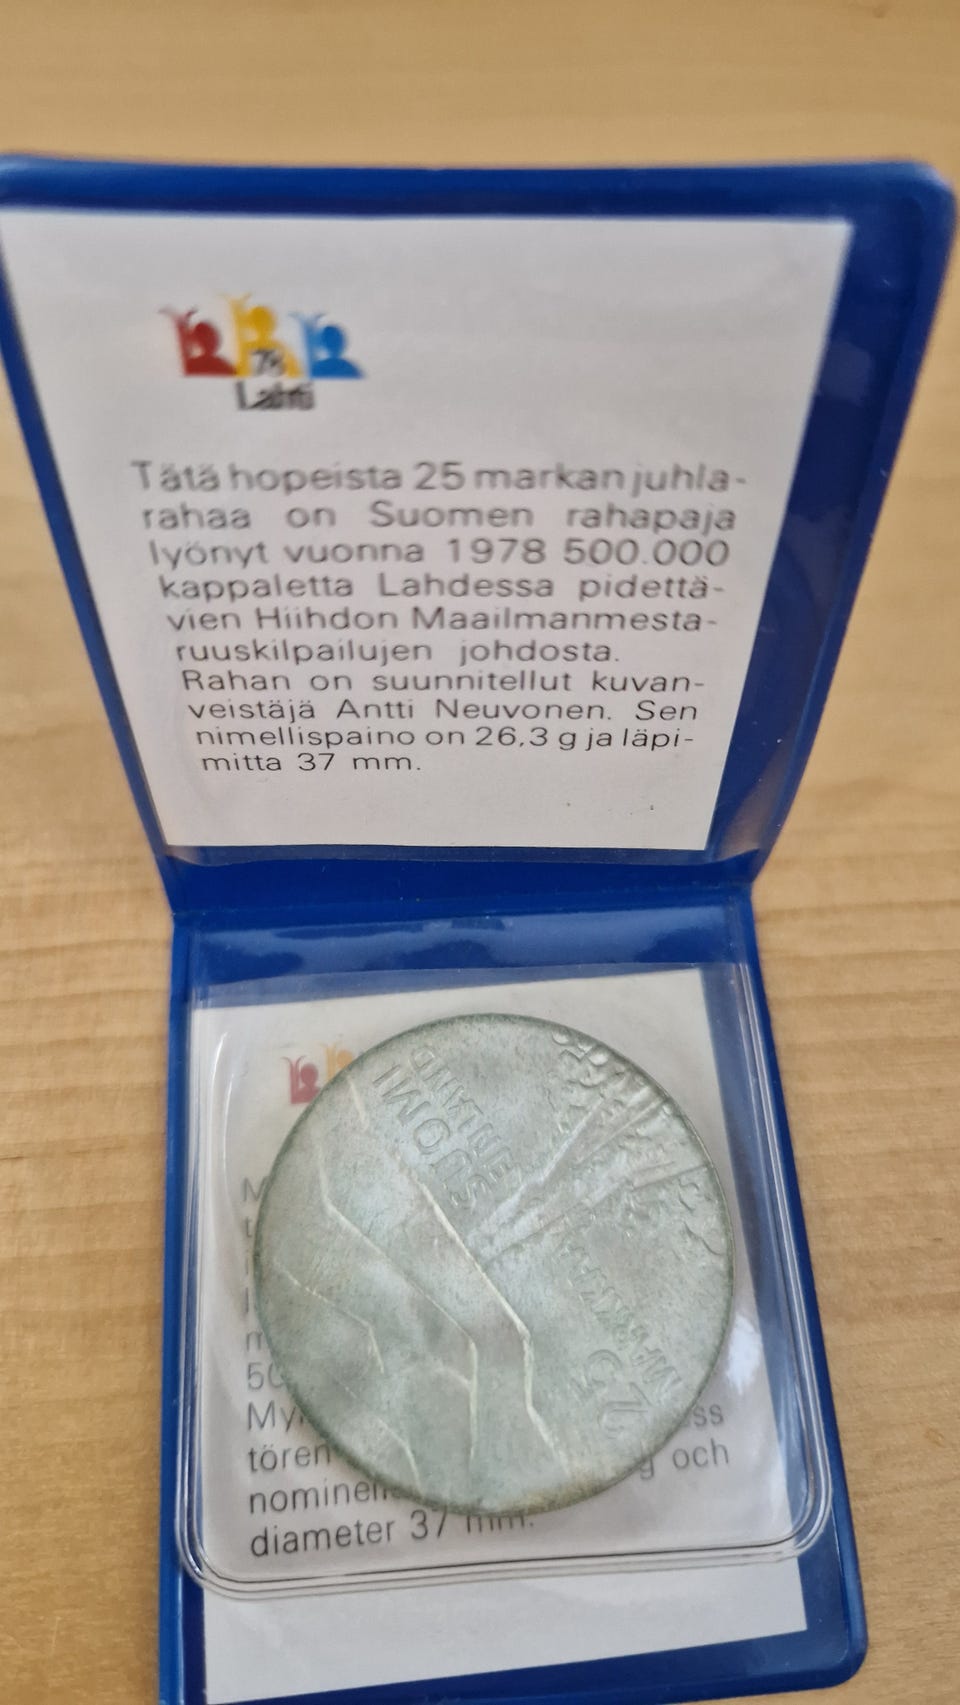 78
Lahti
Tätä hopeista 25 markan juhla-
rahaa on Suomen rahapaja
lyönyt vuonna 1978 500.000
kappaletta Lahdessa pidettä-
vien Hiihdon Maailmanmesta-
ruuskilpailujen johdosta.
Rahan on suunnitellut kuvan-
veistäjä Antti Neuvonen. Sen
nimellispaino on 26,3 g ja läpi-
mitta 37 mm.
SUOMI
FINLAND
25
MARKKAA
tören
g och
diameter 37 mm.